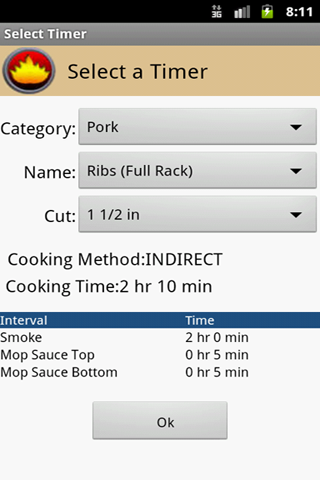 3G 8:11
Select Timer
Select a Timer
Category: Pork
Name: Ribs (Full Rack)
Cut: 1 1/2 in
Cooking Method:INDIRECT
Cooking Time:2 hr 10 min
Interval Time
Smoke 2 hr 0 min
Mop Sauce Top 0 hr 5 min
Mop Sauce Bottom 0 hr 5 min
Ok